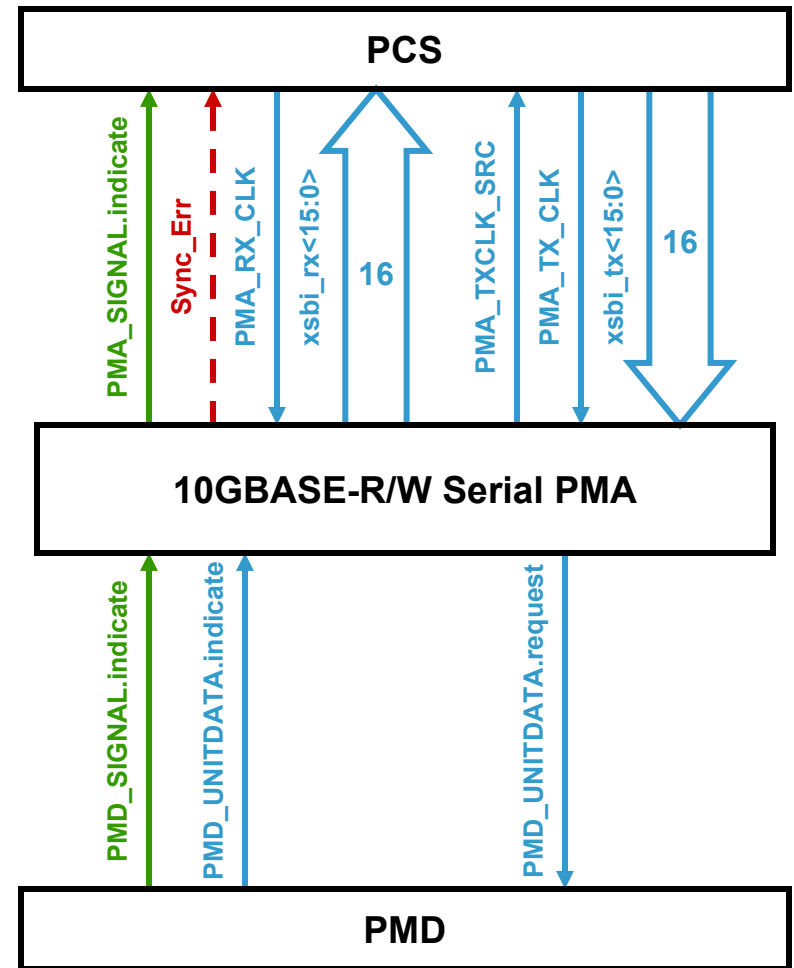 PCS
PMA_SIGNAL.indicate
Sync_Err
PMA_RX_CLK
xsbi_rx<15:0>
16
PMA_TXCLK_SRC
PMA_TX_CLK
xsbi_tx<15:0>
16
10GBASE-R/W Serial PMA
PMD_SIGNAL.indicate
PMD_UNITDATA.indicate
PMD_UNITDATA.request
PMD